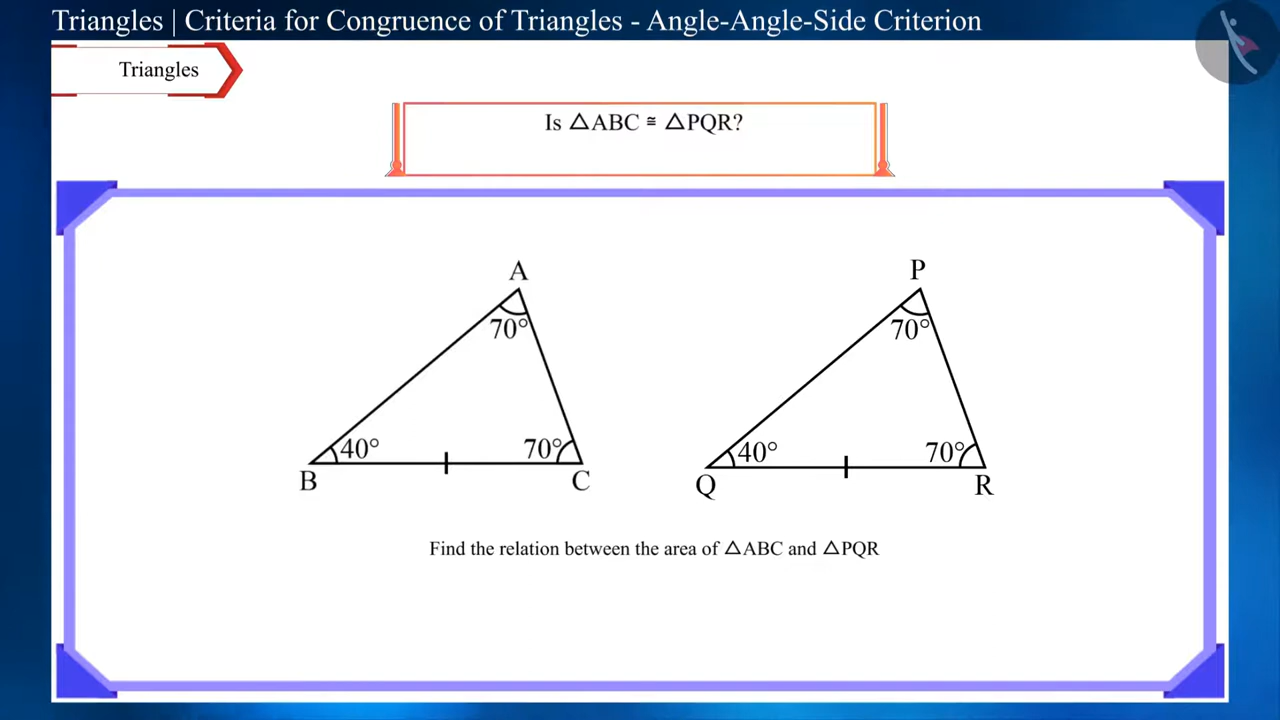 Triangles | Criteria for Congruence of Triangles - Angle-Angle-Side Criterion
Triangles
Is △ABC ≅ △PQR?
A
P
70°
70°
40°
70°
40°
70°
B
C
Q
R
Find the relation between the area of △ABC and △PQR